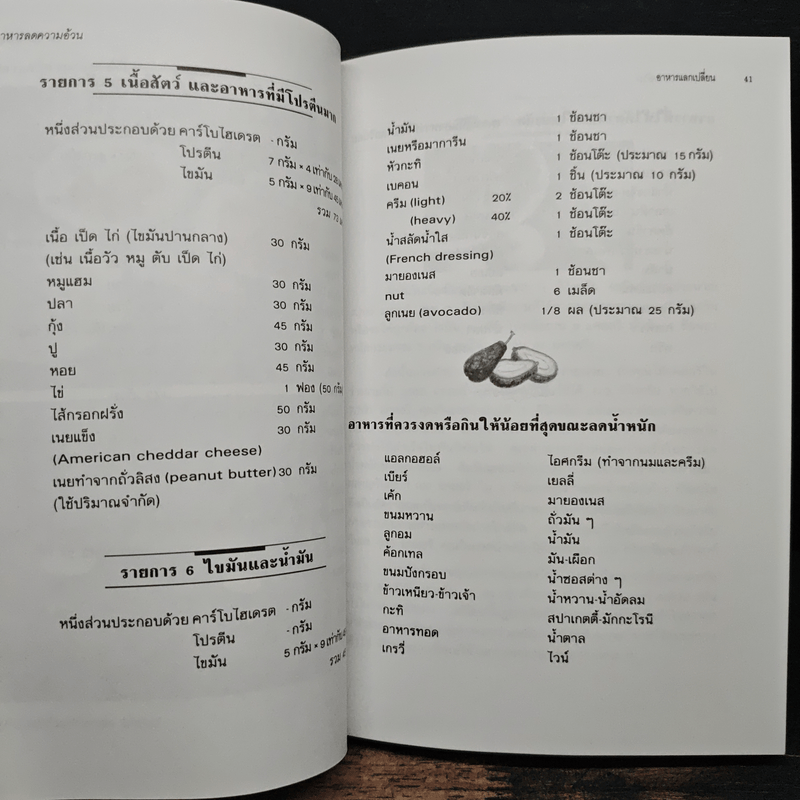 อาหารลดความอ้วน
รายการ 5 เนื้อสัตว์ และอาหารที่มีโปรตีนมาก
หนึ่งส่วนประกอบด้วย คาร์โบไฮเดรต - กรัม
โปรตีน 7 กรัม × 4 เท่ากับ 28
ไขมัน 5 กรัม × 9 เท่ากับ 45
รวม 73
เนื้อ เป็ด ไก่ (ไขมันปานกลาง) 30 กรัม
(เช่น เนื้อวัว หมู ตับ เป็ด ไก่)
หมูแฮม 30 กรัม
ปลา 30 กรัม
กุ้ง 45 กรัม
ปู 30 กรัม
หอย 45 กรัม
ไข่ 1 ฟอง (50 กรัม
ไส้กรอกฝรั่ง 50 กรัม
เนยแข็ง 30 กรัม
(American cheddar cheese)
เนยทำจากถั่วลิสง (peanut butter) 30 กรัม
(ใช้ปริมาณจำกัด)
รายการ 6 ไขมันและน้ำมัน
หนึ่งส่วนประกอบด้วย คาร์โบไฮเดรต - กรัม
โปรตีน - กรัม
ไขมัน 5 กรัม × 9 เท่ากับ
รวม
อาหารแลกเปลี่ยน 41
น้ำมัน 1 ช้อนชา
เนยหรือมาการีน 1 ช้อนชา
หัวกะทิ 1 ช้อนโต๊ะ (ประมาณ 15 กรัม)
เบคอน 1 ชิ้น (ประมาณ 10 กรัม)
ครีม (light) 20% 2 ช้อนโต๊ะ
(heavy) 40% 1 ช้อนโต๊ะ
น้ำสลัดน้ำใส 1 ช้อนโต๊ะ
(French dressing)
มายองเนส 1 ช้อนชา
nut 6 เมล็ด
ลูกเนย (avocado) 1/8 ผล (ประมาณ 25 กรัม)
อาหารที่ควรงดหรือกินให้น้อยที่สุดขณะลดน้ำหนัก
แอลกอฮอล์ ไอศกรีม (ทำจากนมและครีม)
เบียร์ เยลลี่
เค้ก มายองเนส
ขนมหวาน ถั่วมัน ๆ
ลูกอม น้ำมัน
ค้อกเทล มัน-เผือก
ขนมปังกรอบ น้ำซอสต่าง ๆ
ข้าวเหนียว-ข้าวเจ้า น้ำหวาน-น้ำอัดลม
กะทิ สปาเกตตี้-มักกะโรนี
อาหารทอด น้ำตาล
เกรวี่ ไวน์